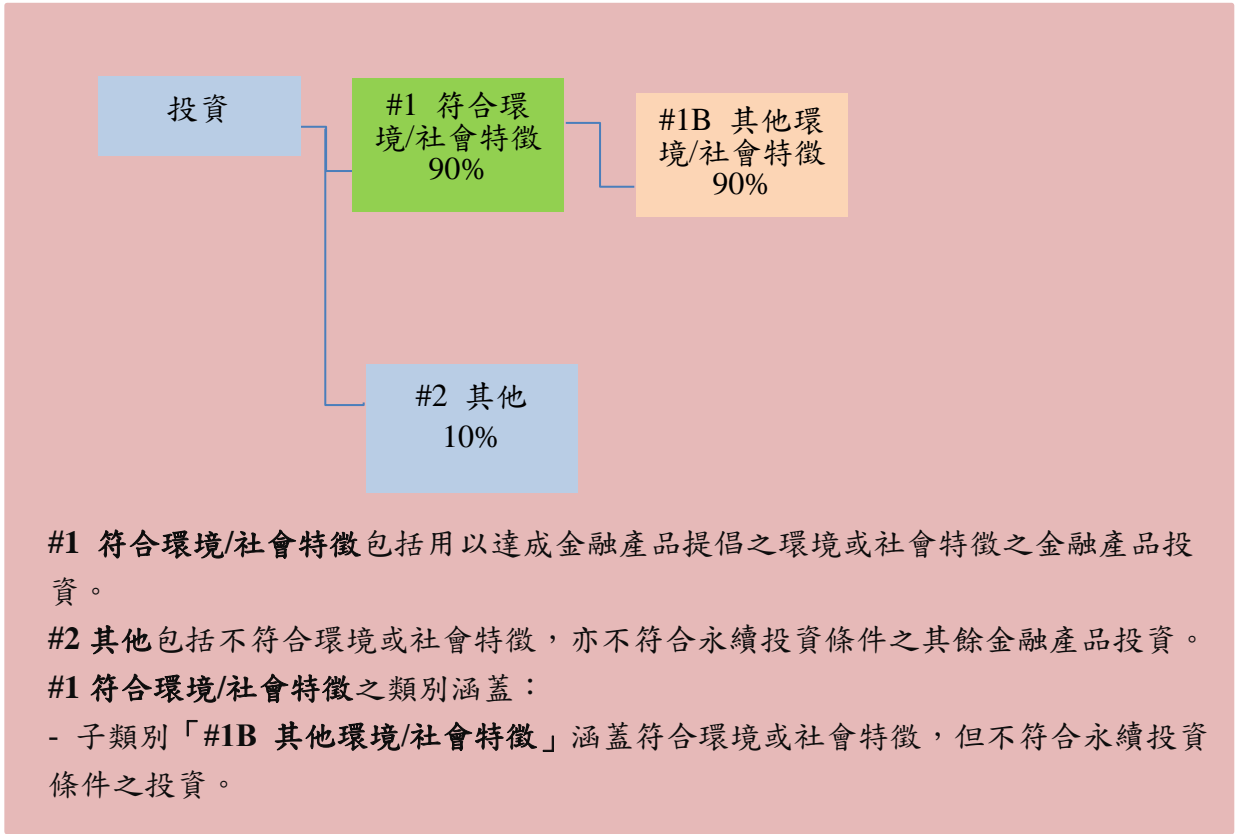 投資
#1 符合環
境/社會特徵
90%
#1B 其他環
境/社會特徵
90%
#2 其他
10%
#1 符合環境/社會特徵包括用以達成金融產品提倡之環境或社會特徵之金融產品投
資。
#2 其他包括不符合環境或社會特徵，亦不符合永續投資條件之其餘金融產品投資。
#1 符合環境/社會特徵之類別涵蓋：
- 子類別「#1B 其他環境/社會特徵」涵蓋符合環境或社會特徵，但不符合永續投資
條件之投資。